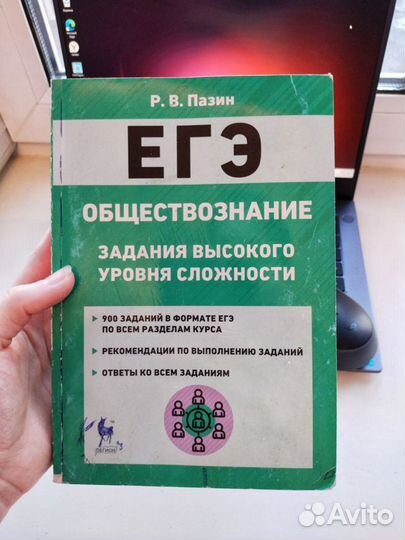 Р. В. Пазин
ЕГЭ
ОБЩЕСТВОЗНАНИЕ
ЗАДАНИЯ ВЫСОКОГО
УРОВНЯ СЛОЖНОСТИ
900 ЗАДАНИЙ В ФОРМАТЕ ЕГЭ
ПО ВСЕМ РАЗДЕЛАМ КУРСА
РЕКОМЕНДАЦИИ ПО ВЫПОЛНЕНИЮ ЗАДАНИЙ
ОТВЕТЫ КО ВСЕМ ЗАДАНИЯМ
ЛЕГИОН
Avito